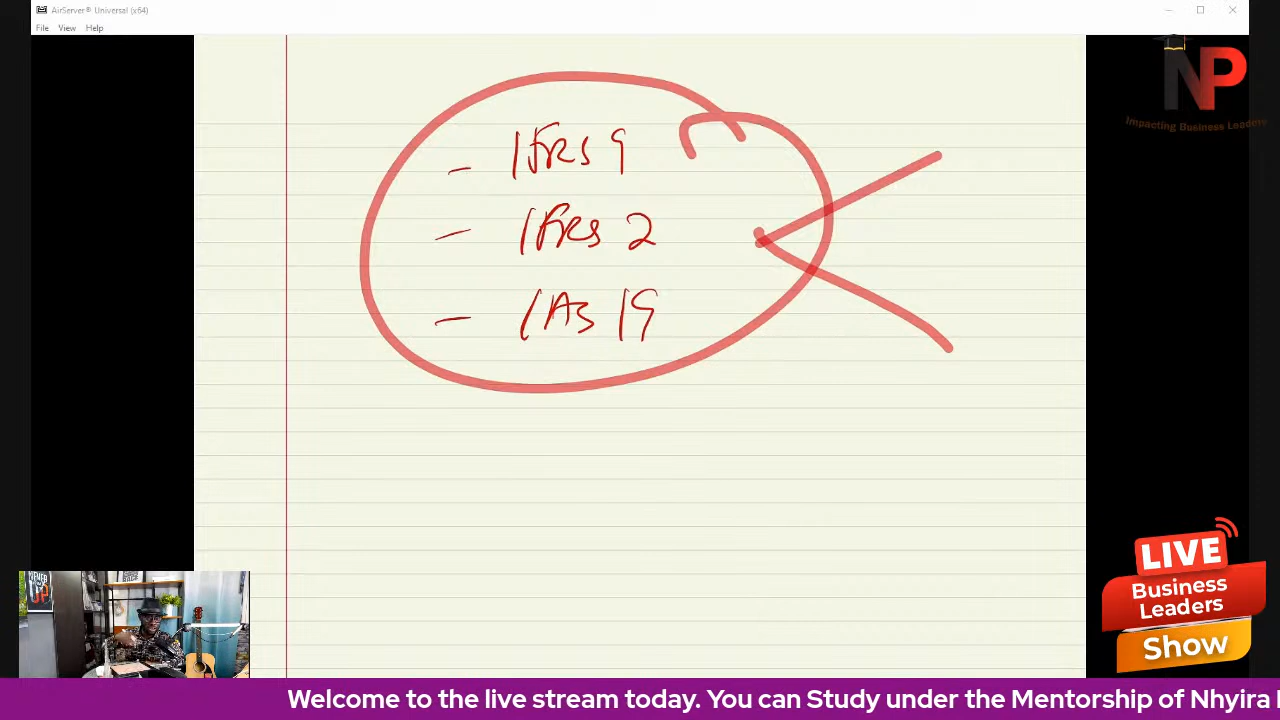 AirServer® Universal (x64)
File View Help
NP
Impacting Business Leaders
- IFRS 9
- IFRS 2
- IAS 19
LIVE
Business
Leaders
Show
Welcome to the live stream today. You can Study under the Mentorship of Nhyira